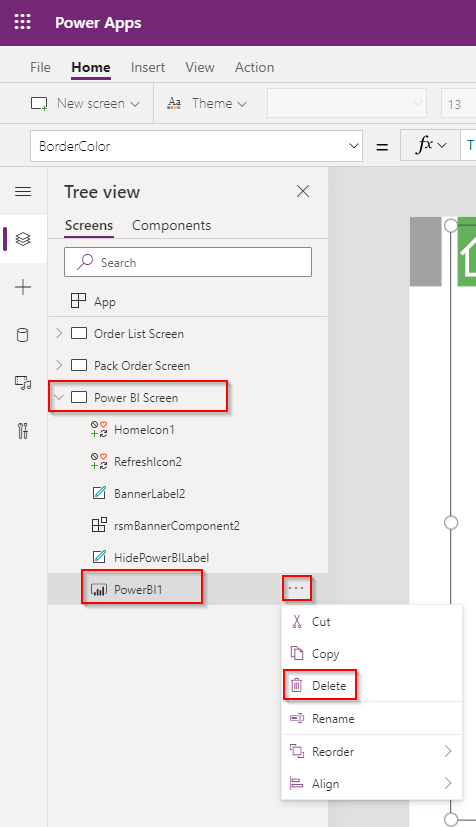 Power Apps
File Home Insert View Action
New screen Theme 13
BorderColor = fx T
Tree view
Screens Components
Search
App
Order List Screen
Pack Order Screen
Power BI Screen
HomeIcon1
RefreshIcon2
BannerLabel2
rsmBannerComponent2
HidePowerBILabel
PowerBI1 ...
Cut
Copy
Delete
Rename
Reorder
Align